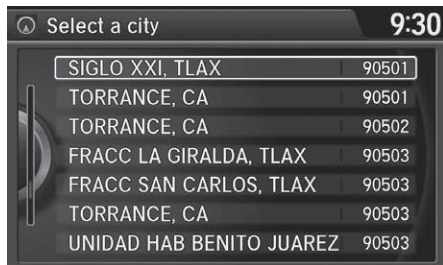 Select a city
9:30
SIGLO XXI, TLAX 90501
TORRANCE, CA 90501
TORRANCE, CA 90502
FRACC LA GIRALDA, TLAX 90503
FRACC SAN CARLOS, TLAX 90503
TORRANCE, CA 90503
UNIDAD HAB BENITO JUAREZ 90503